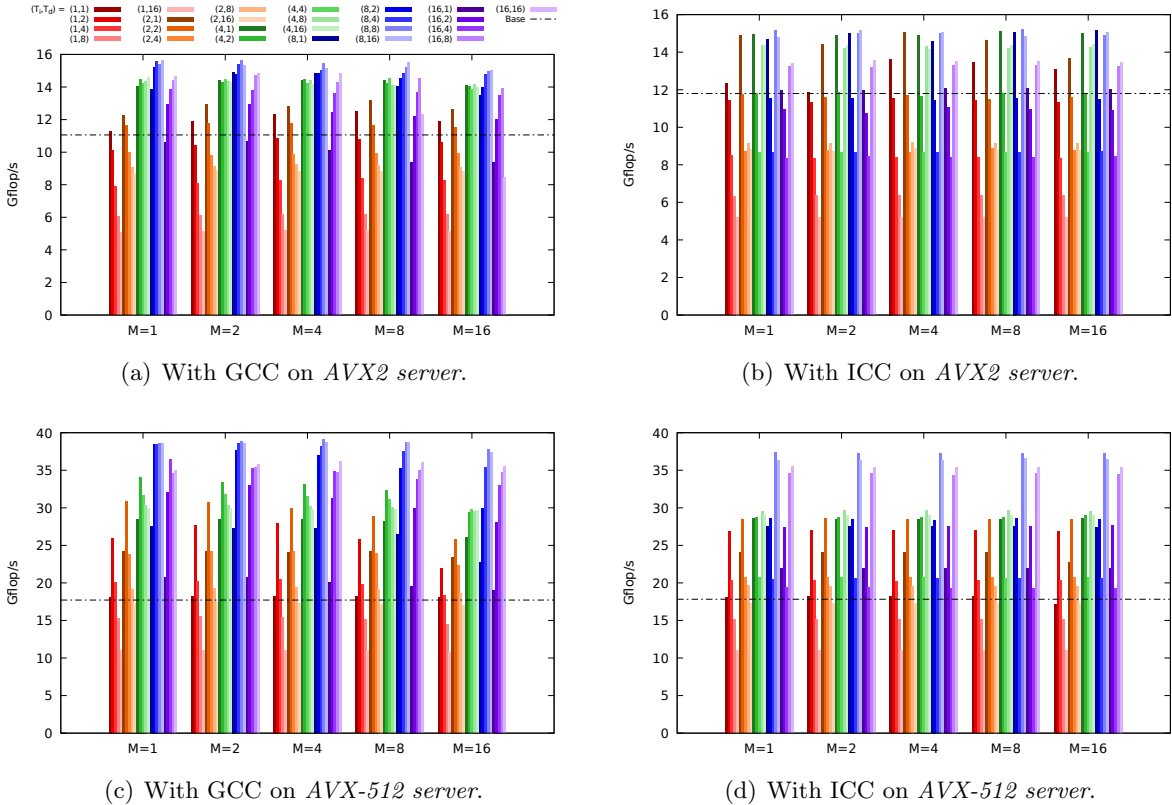 (Ti,Td) = (1,1) (1,16) (2,8) (4,4) (8,2) (16,1) (16,16)
(1,2) (2,1) (2,16) (4,8) (8,4) (16,2) Base
(1,4) (2,2) (4,1) (4,16) (8,8) (16,4)
(1,8) (2,4) (4,2) (8,1) (8,16) (16,8)
16
14
12
10
8
6
4
2
0
Gflop/s
M=1 M=2 M=4 M=8 M=16
(a) With GCC on AVX2 server.
16
14
12
10
8
6
4
2
0
Gflop/s
M=1 M=2 M=4 M=8 M=16
(b) With ICC on AVX2 server.
40
35
30
25
20
15
10
5
0
Gflop/s
M=1 M=2 M=4 M=8 M=16
(c) With GCC on AVX-512 server.
40
35
30
25
20
15
10
5
0
Gflop/s
M=1 M=2 M=4 M=8 M=16
(d) With ICC on AVX-512 server.